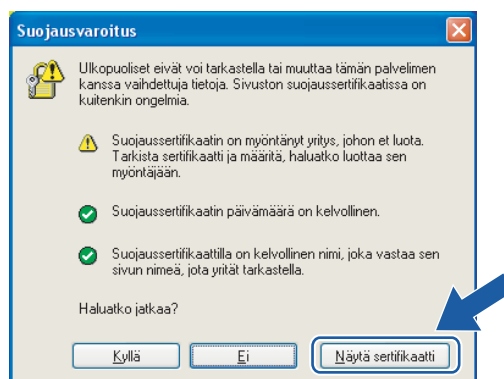 Suojausvaroitus
Ulkopuoliset eivät voi tarkastella tai muuttaa tämän palvelimen
kanssa vaihdettuja tietoja. Sivuston suojaussertifikaatissa on
kuitenkin ongelmia.
Suojaussertifikaatin on myöntänyt yritys, johon et luota.
Tarkista sertifikaatti ja määritä, haluatko luottaa sen
myöntäjään.
Suojaussertifikaatin päivämäärä on kelvollinen.
Suojaussertifikaattilla on kelvollinen nimi, joka vastaa sen
sivun nimeä, jota yrität tarkastella.
Haluatko jatkaa?
Kyllä
Ei
Näytä sertifikaatti